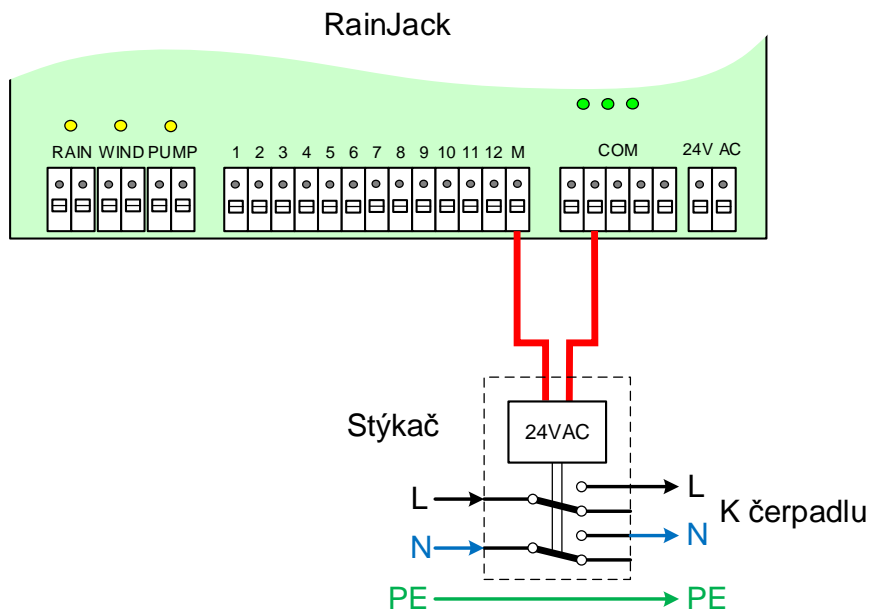 RainJack
RAIN WIND PUMP 1 2 3 4 5 6 7 8 9 10 11 12 M COM 24V AC
Stýkač
24VAC
L L
K čerpadlu
N N
PE PE